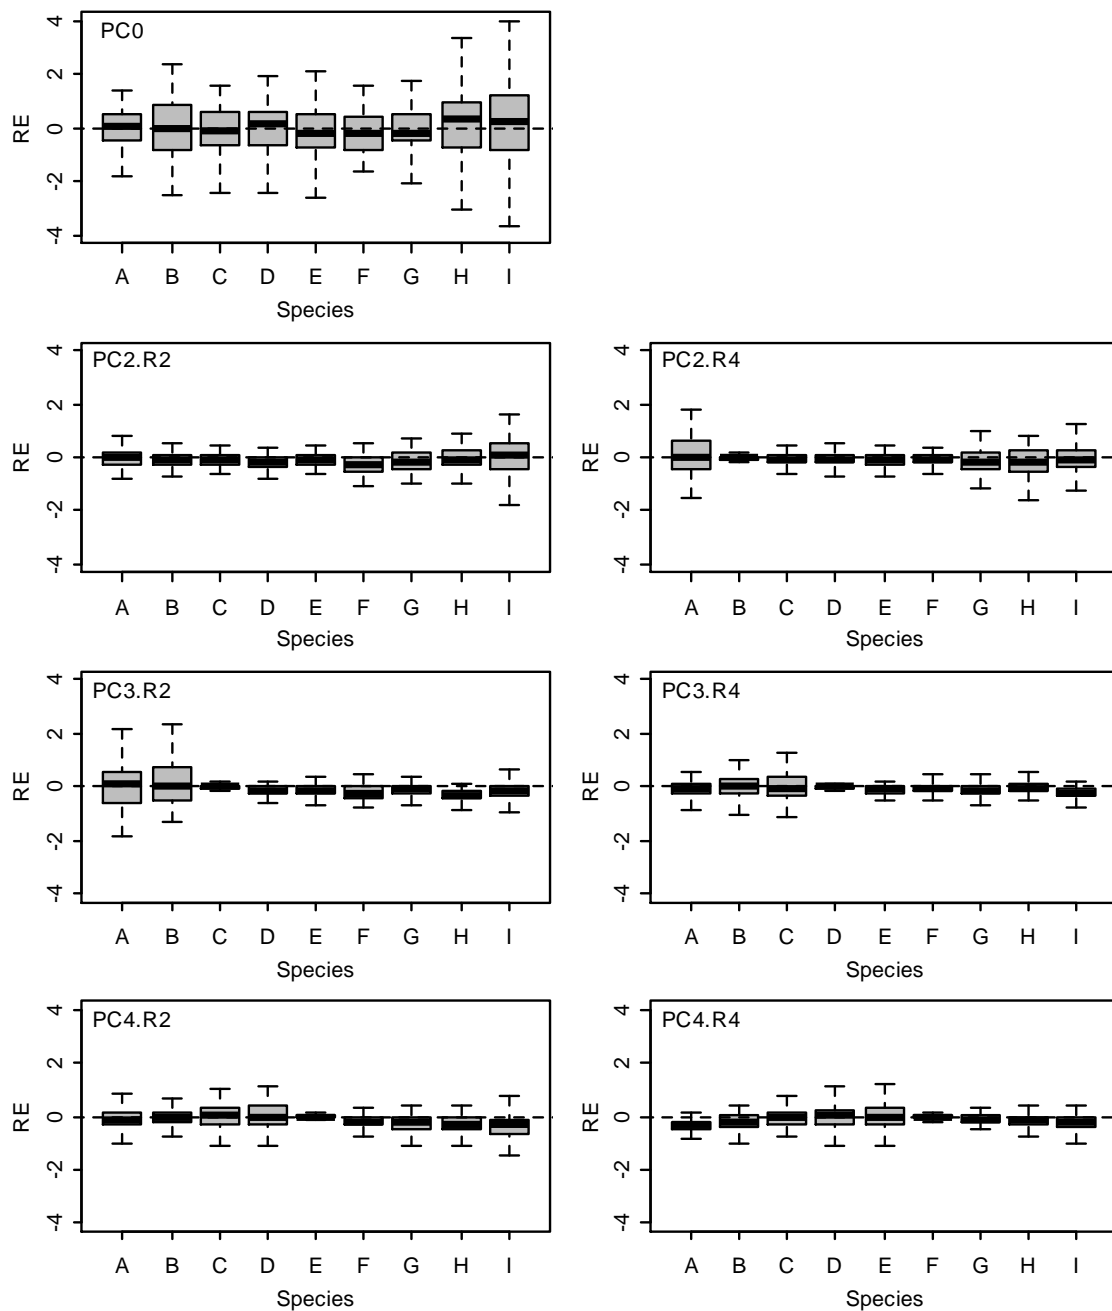 PC0
4
2
0
-2
-4
RE
A B C D E F G H I
Species
PC2.R2
4
2
0
-2
-4
RE
A B C D E F G H I
Species
PC2.R4
4
2
0
-2
-4
RE
A B C D E F G H I
Species
PC3.R2
4
2
0
-2
-4
RE
A B C D E F G H I
Species
PC3.R4
4
2
0
-2
-4
RE
A B C D E F G H I
Species
PC4.R2
4
2
0
-2
-4
RE
A B C D E F G H I
Species
PC4.R4
4
2
0
-2
-4
RE
A B C D E F G H I
Species